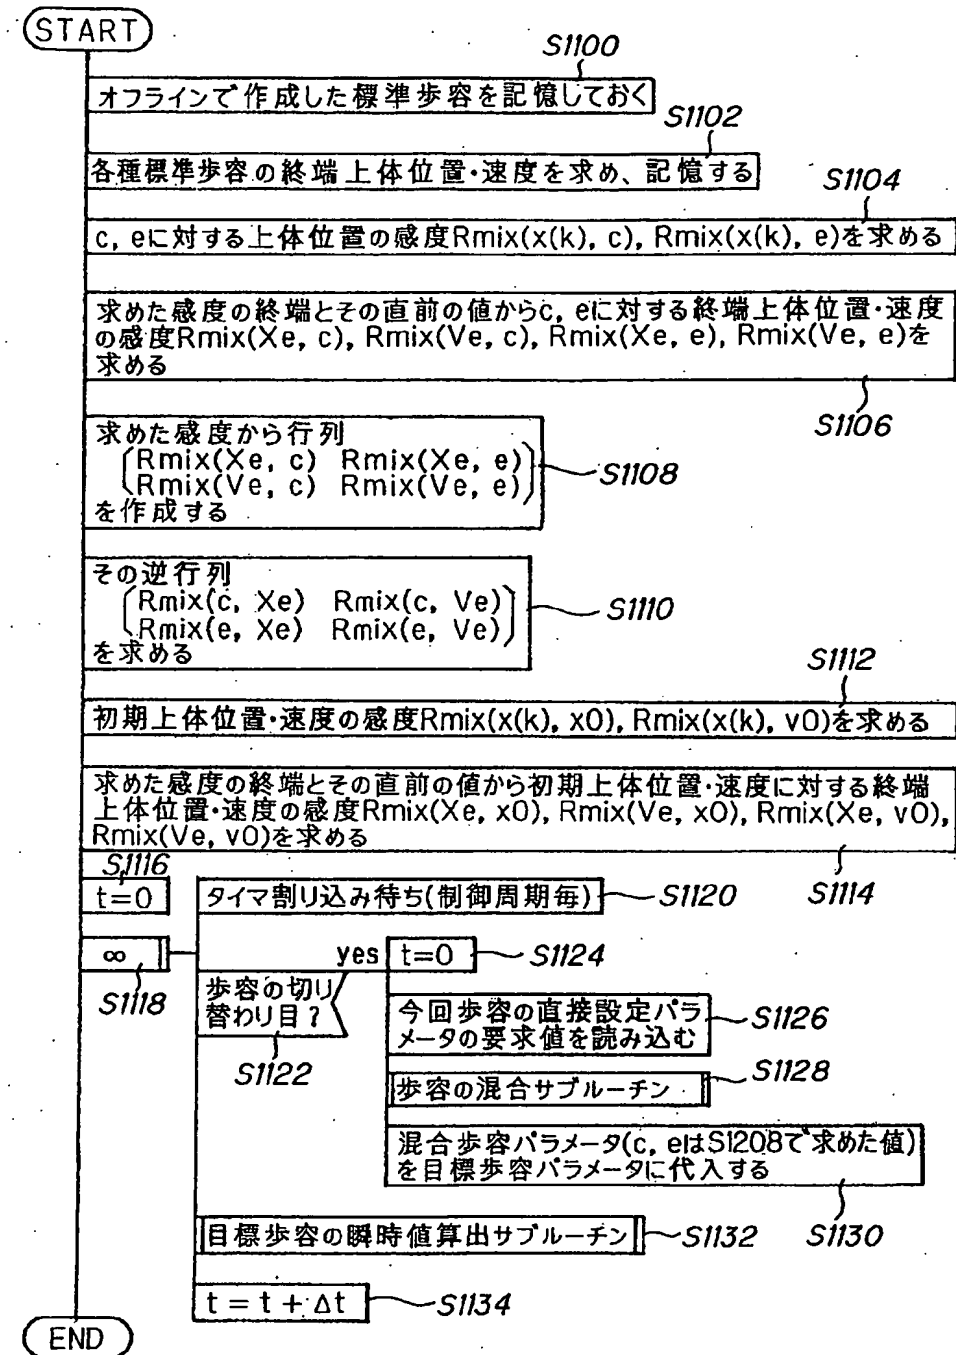 START
S1100
オフラインで作成した標準歩容を記憶しておく
S1102
各種標準歩容の終端上体位置・速度を求め、記憶する
S1104
c, eに対する上体位置の感度Rmix(x(k), c), Rmix(x(k), e)を求める
求めた感度の終端とその直前の値からc, eに対する終端上体位置・速度
の感度Rmix(Xe, c), Rmix(Ve, c), Rmix(Xe, e), Rmix(Ve, e)を
求める
S1106
求めた感度から行列
Rmix(Xe, c) Rmix(Xe, e)
Rmix(Ve, c) Rmix(Ve, e)
を作成する
S1108
その逆行列
Rmix(c, Xe) Rmix(c, Ve)
Rmix(e, Xe) Rmix(e, Ve)
を求める
S1110
S1112
初期上体位置・速度の感度Rmix(x(k), x0), Rmix(x(k), v0)を求める
求めた感度の終端とその直前の値から初期上体位置・速度に対する終端
上体位置・速度の感度Rmix(Xe, x0), Rmix(Ve, x0), Rmix(Xe, v0),
Rmix(Ve, v0)を求める
S1114
S1116
t=0
∞
S1118
タイマ割り込み待ち(制御周期毎)
S1120
歩容の切り
替わり目?
S1122
yes
t=0
S1124
今回歩容の直接設定パラ
メータの要求値を読み込む
S1126
歩容の混合サブルーチン
S1128
混合歩容パラメータ(c, eはS1208で求めた値)
を目標歩容パラメータに代入する
S1130
目標歩容の瞬時値算出サブルーチン
S1132
t = t + Δt
S1134
END